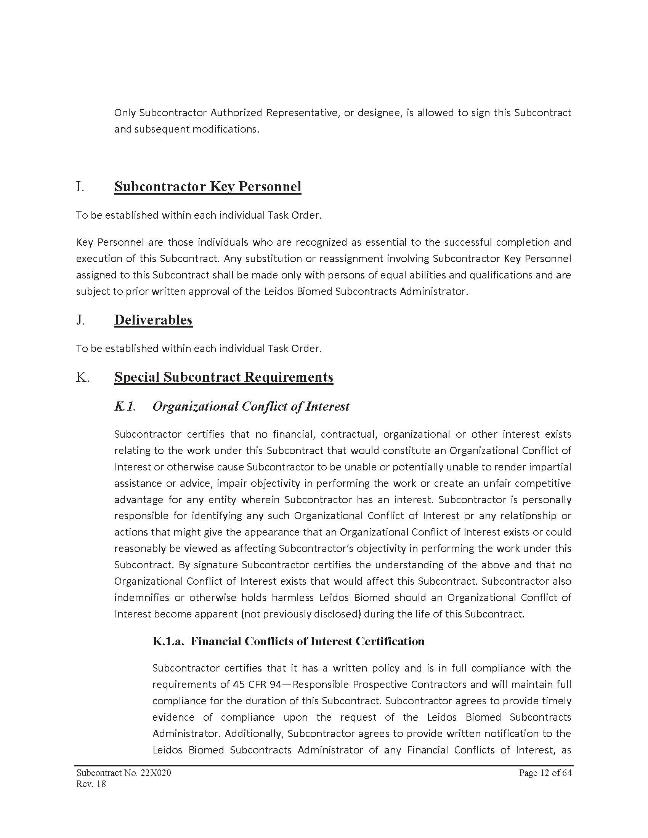 Only Subcontractor Authorized Representative, or designee, is allowed to sign this Subcontract
and subsequent modifications.
I. Subcontractor Key Personnel
To be established within each individual Task Order.
Key Personnel are those individuals who are recognized as essential to the successful completion and
execution of this Subcontract. Any substitution or reassignment involving Subcontractor Key Personnel
assigned to this Subcontract shall be made only with persons of equal abilities and qualifications and are
subject to prior written approval of the Leidos Biomed Subcontracts Administrator.
J. Deliverables
To be established within each individual Task Order.
K. Special Subcontract Requirements
K.1. Organizational Conflict of Interest
Subcontractor certifies that no financial, contractual, organizational or other interest exists
relating to the work under this Subcontract that would constitute an Organizational Conflict of
Interest or otherwise cause Subcontractor to be unable or potentially unable to render impartial
assistance or advice, impair objectivity in performing the work or create an unfair competitive
advantage for any entity wherein Subcontractor has an interest. Subcontractor is personally
responsible for identifying any such Organizational Conflict of Interest or any relationship or
actions that might give the appearance that an Organizational Conflict of Interest exists or could
reasonably be viewed as affecting Subcontractor's objectivity in performing the work under this
Subcontract. By signature Subcontractor certifies the understanding of the above and that no
Organizational Conflict of Interest exists that would affect this Subcontract. Subcontractor also
indemnifies or otherwise holds harmless Leidos Biomed should an Organizational Conflict of
Interest become apparent (not previously disclosed) during the life of this Subcontract.
K.1.a. Financial Conflicts of Interest Certification
Subcontractor certifies that it has a written policy and is in full compliance with the
requirements of 45 CFR 94—Responsible Prospective Contractors and will maintain full
compliance for the duration of this Subcontract. Subcontractor agrees to provide timely
evidence of compliance upon the request of the Leidos Biomed Subcontracts
Administrator. Additionally, Subcontractor agrees to provide written notification to the
Leidos Biomed Subcontracts Administrator of any Financial Conflicts of Interest, as
Subcontract No. 22X020 Page 12 of 64
Rev. 18